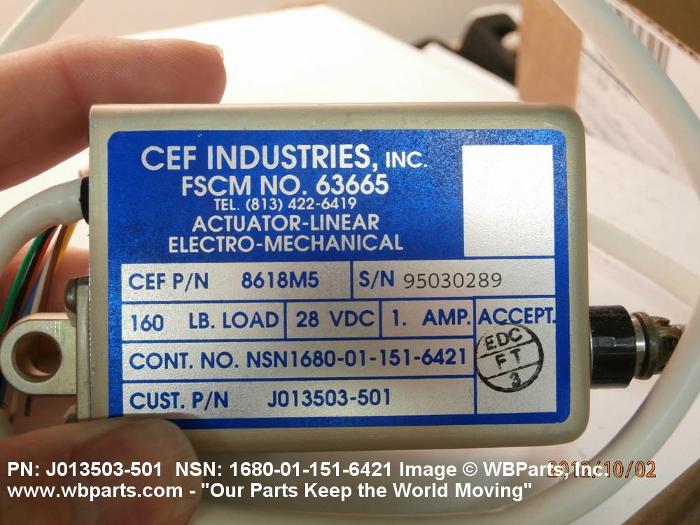 CEF INDUSTRIES, INC.
FSCM NO. 63665
TEL. (813) 422-6419
ACTUATOR-LINEAR
ELECTRO-MECHANICAL
CEF P/N 8618M5 S/N 95030289
160 LB. LOAD 28 VDC 1. AMP. ACCEPT.
EDC
FT
3
CONT. NO. NSN1680-01-151-6421
CUST. P/N J013503-501
2012/10/02
PN: J013503-501 NSN: 1680-01-151-6421 Image © WBParts, Inc.
www.wbparts.com - "Our Parts Keep the World Moving"